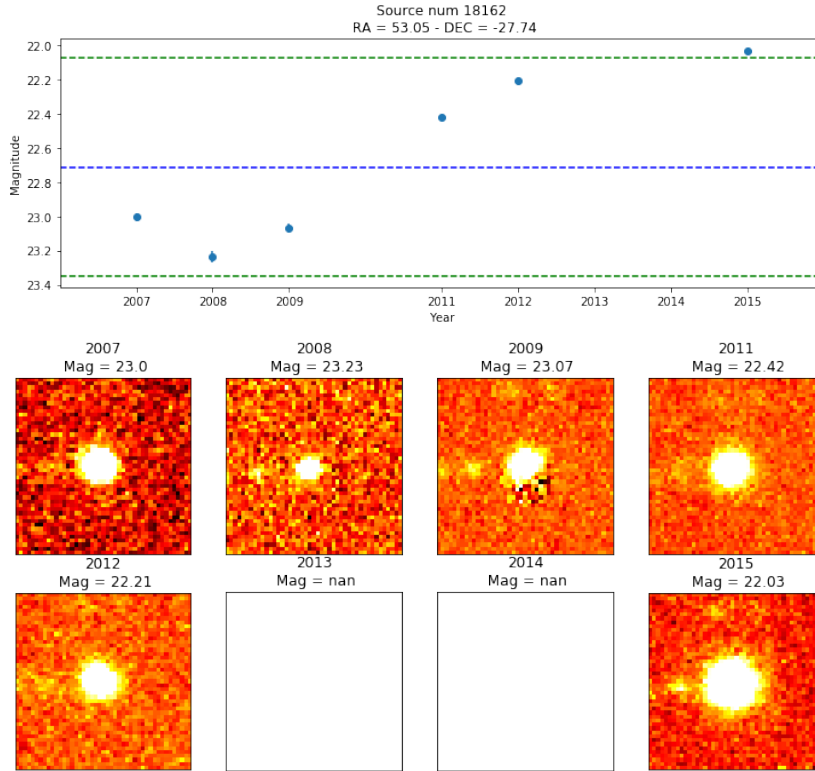 Source num 18162
RA = 53.05 - DEC = -27.74
22.0
22.2
22.4
22.6
22.8
23.0
23.2
23.4
Magnitude
2007
2008
2009
2011
2012
2013
2014
2015
Year
2007
Mag = 23.0
2008
Mag = 23.23
2009
Mag = 23.07
2011
Mag = 22.42
2012
Mag = 22.21
2013
Mag = nan
2014
Mag = nan
2015
Mag = 22.03